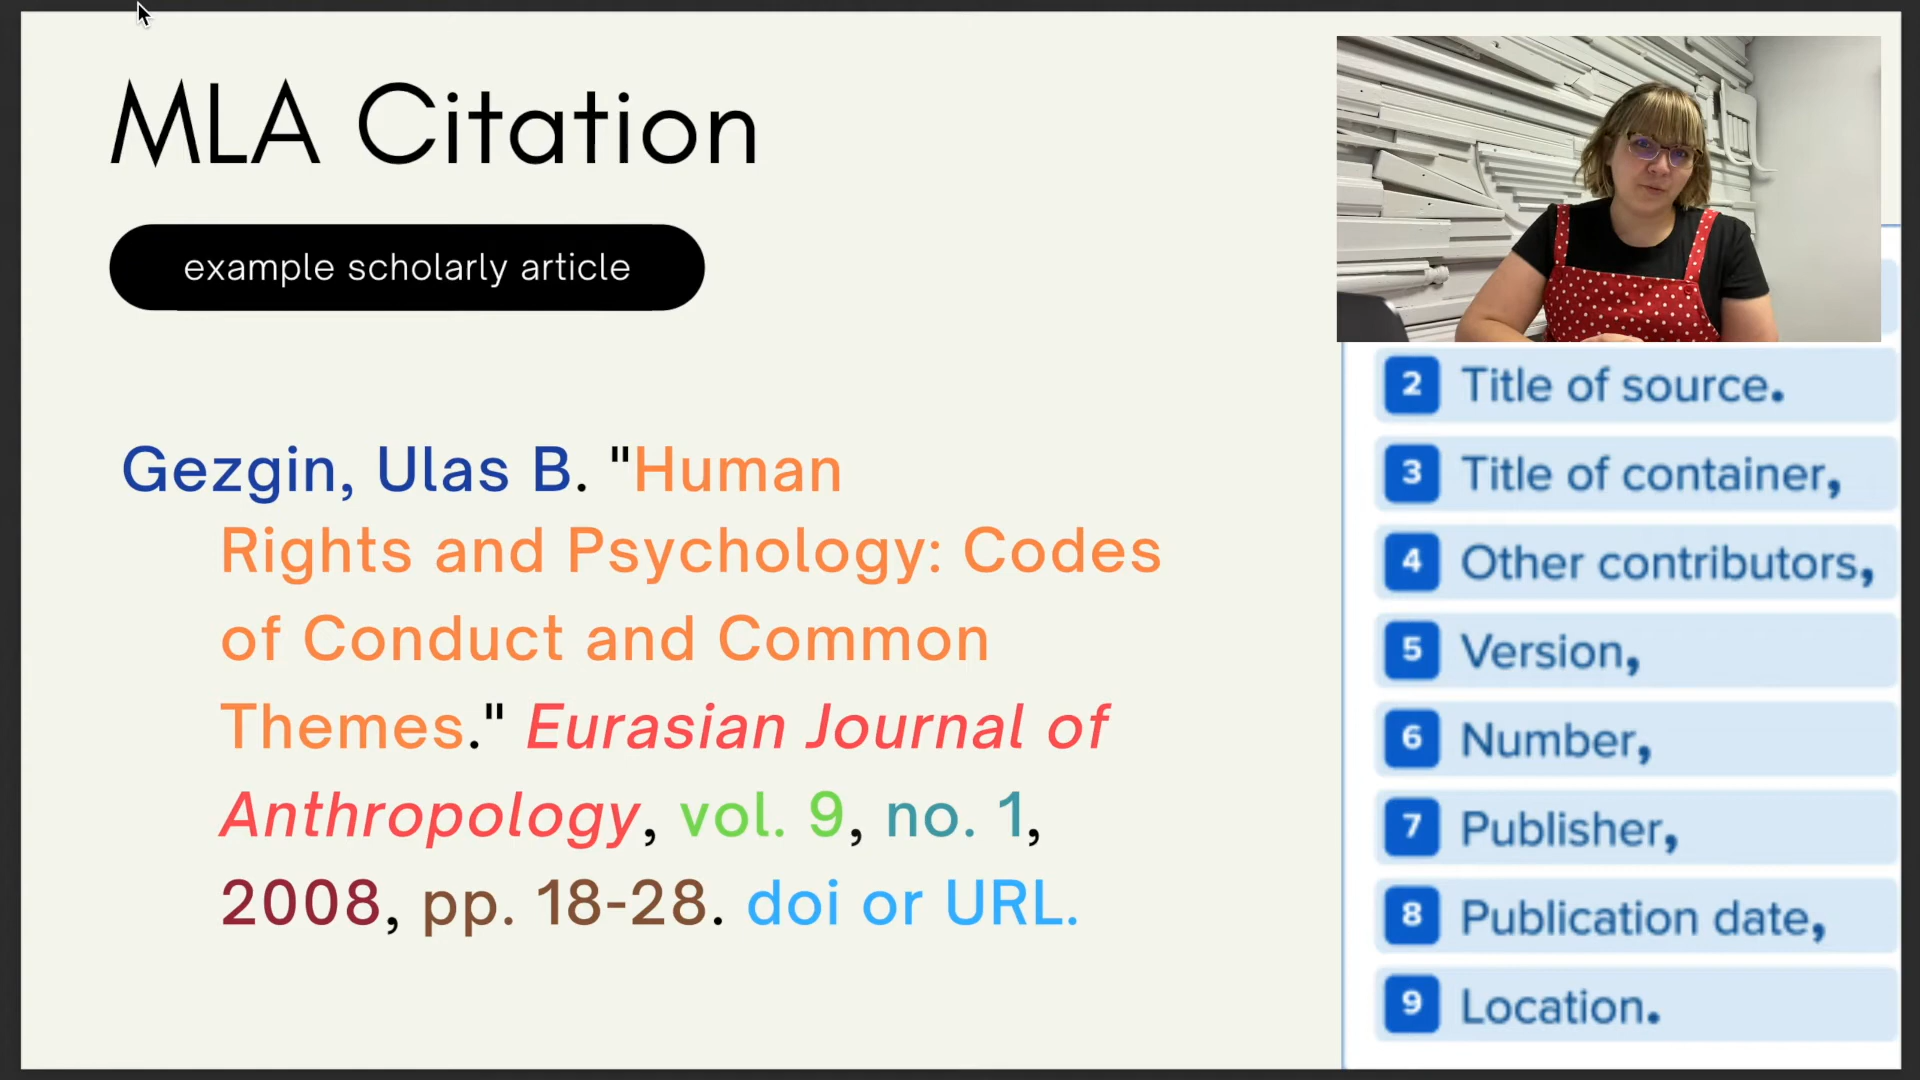 MLA Citation
example scholarly article
Gezgin, Ulas B. "Human
Rights and Psychology: Codes
of Conduct and Common
Themes." Eurasian Journal of
Anthropology, vol. 9, no. 1,
2008, pp. 18-28. doi or URL.
2 Title of source.
3 Title of container,
4 Other contributors,
5 Version,
6 Number,
7 Publisher,
8 Publication date,
9 Location.